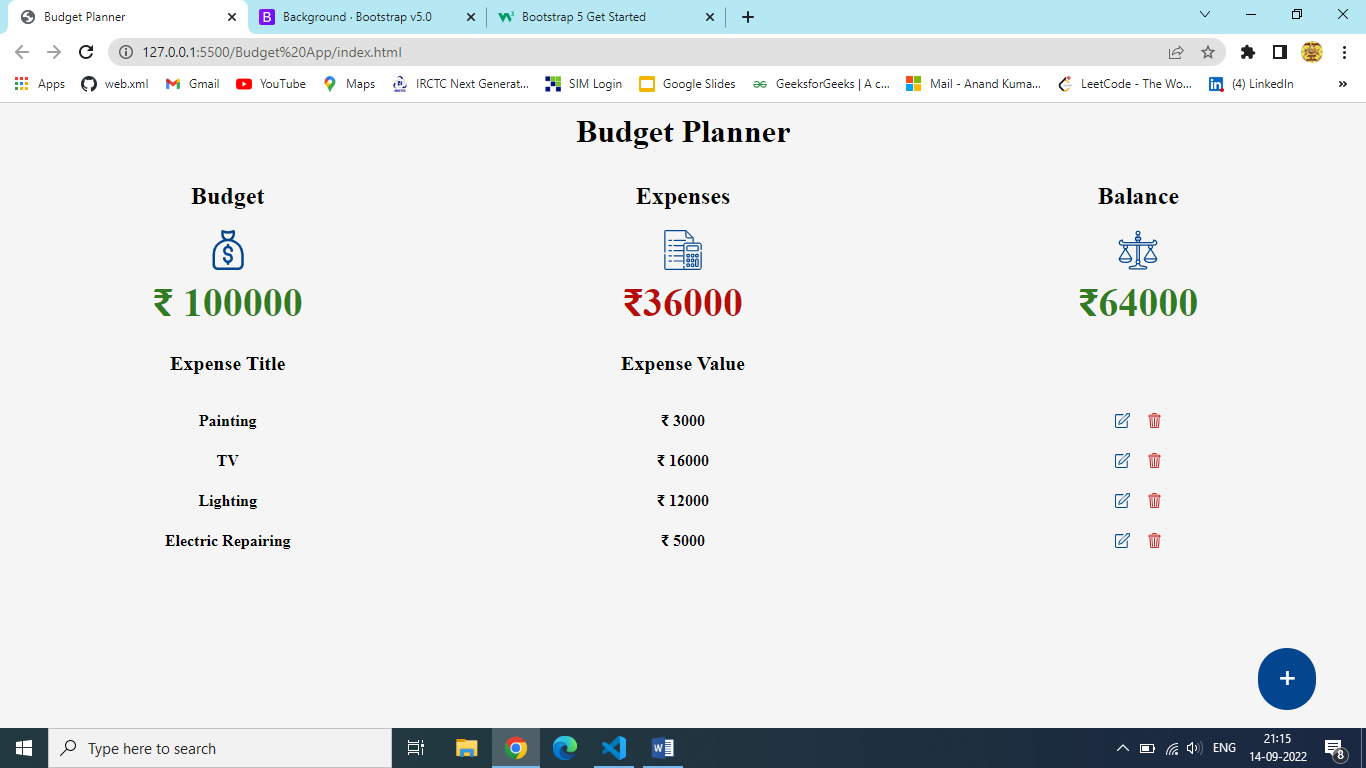 Budget Planner
Background · Bootstrap v5.0
Bootstrap 5 Get Started
127.0.0.1:5500/Budget%20App/index.html
Apps web.xml Gmail YouTube Maps IRCTC Next Generat... SIM Login Google Slides GeeksforGeeks | A c... Mail - Anand Kuma... LeetCode - The Wo... (4) LinkedIn »
Budget Planner
Budget Expenses Balance
₹ 100000 ₹36000 ₹64000
Expense Title Expense Value
Painting ₹ 3000
TV ₹ 16000
Lighting ₹ 12000
Electric Repairing ₹ 5000
+
Type here to search
ENG
21:15
14-09-2022
8